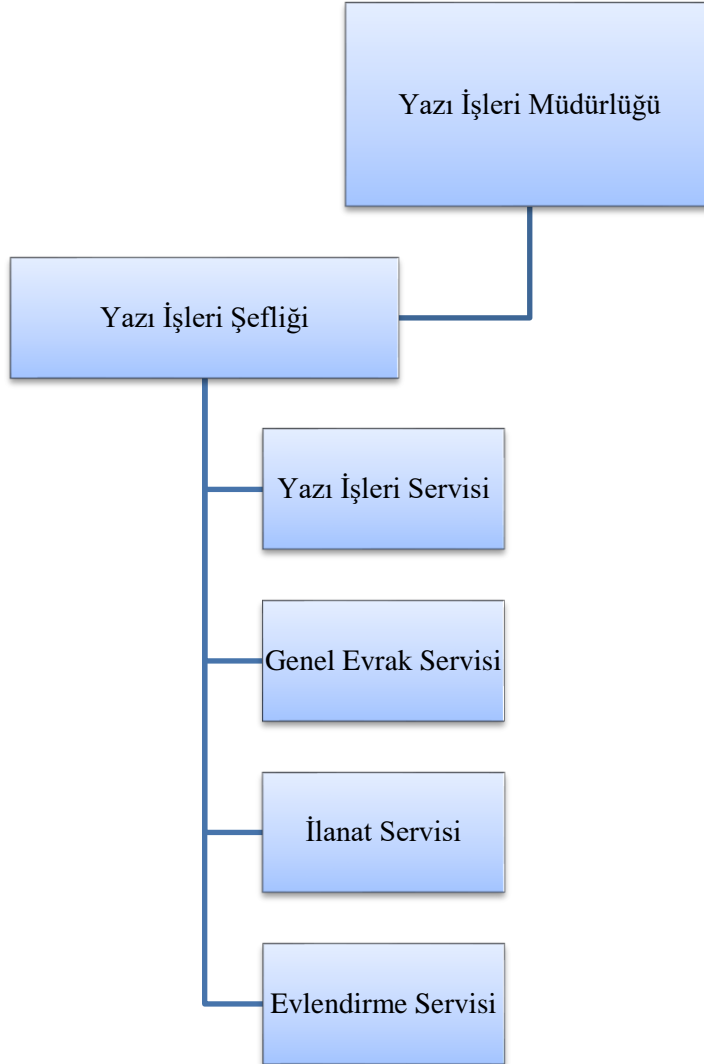 Yazı İşleri Müdürlüğü
Yazı İşleri Şefliği
Yazı İşleri Servisi
Genel Evrak Servisi
İlanat Servisi
Evlendirme Servisi